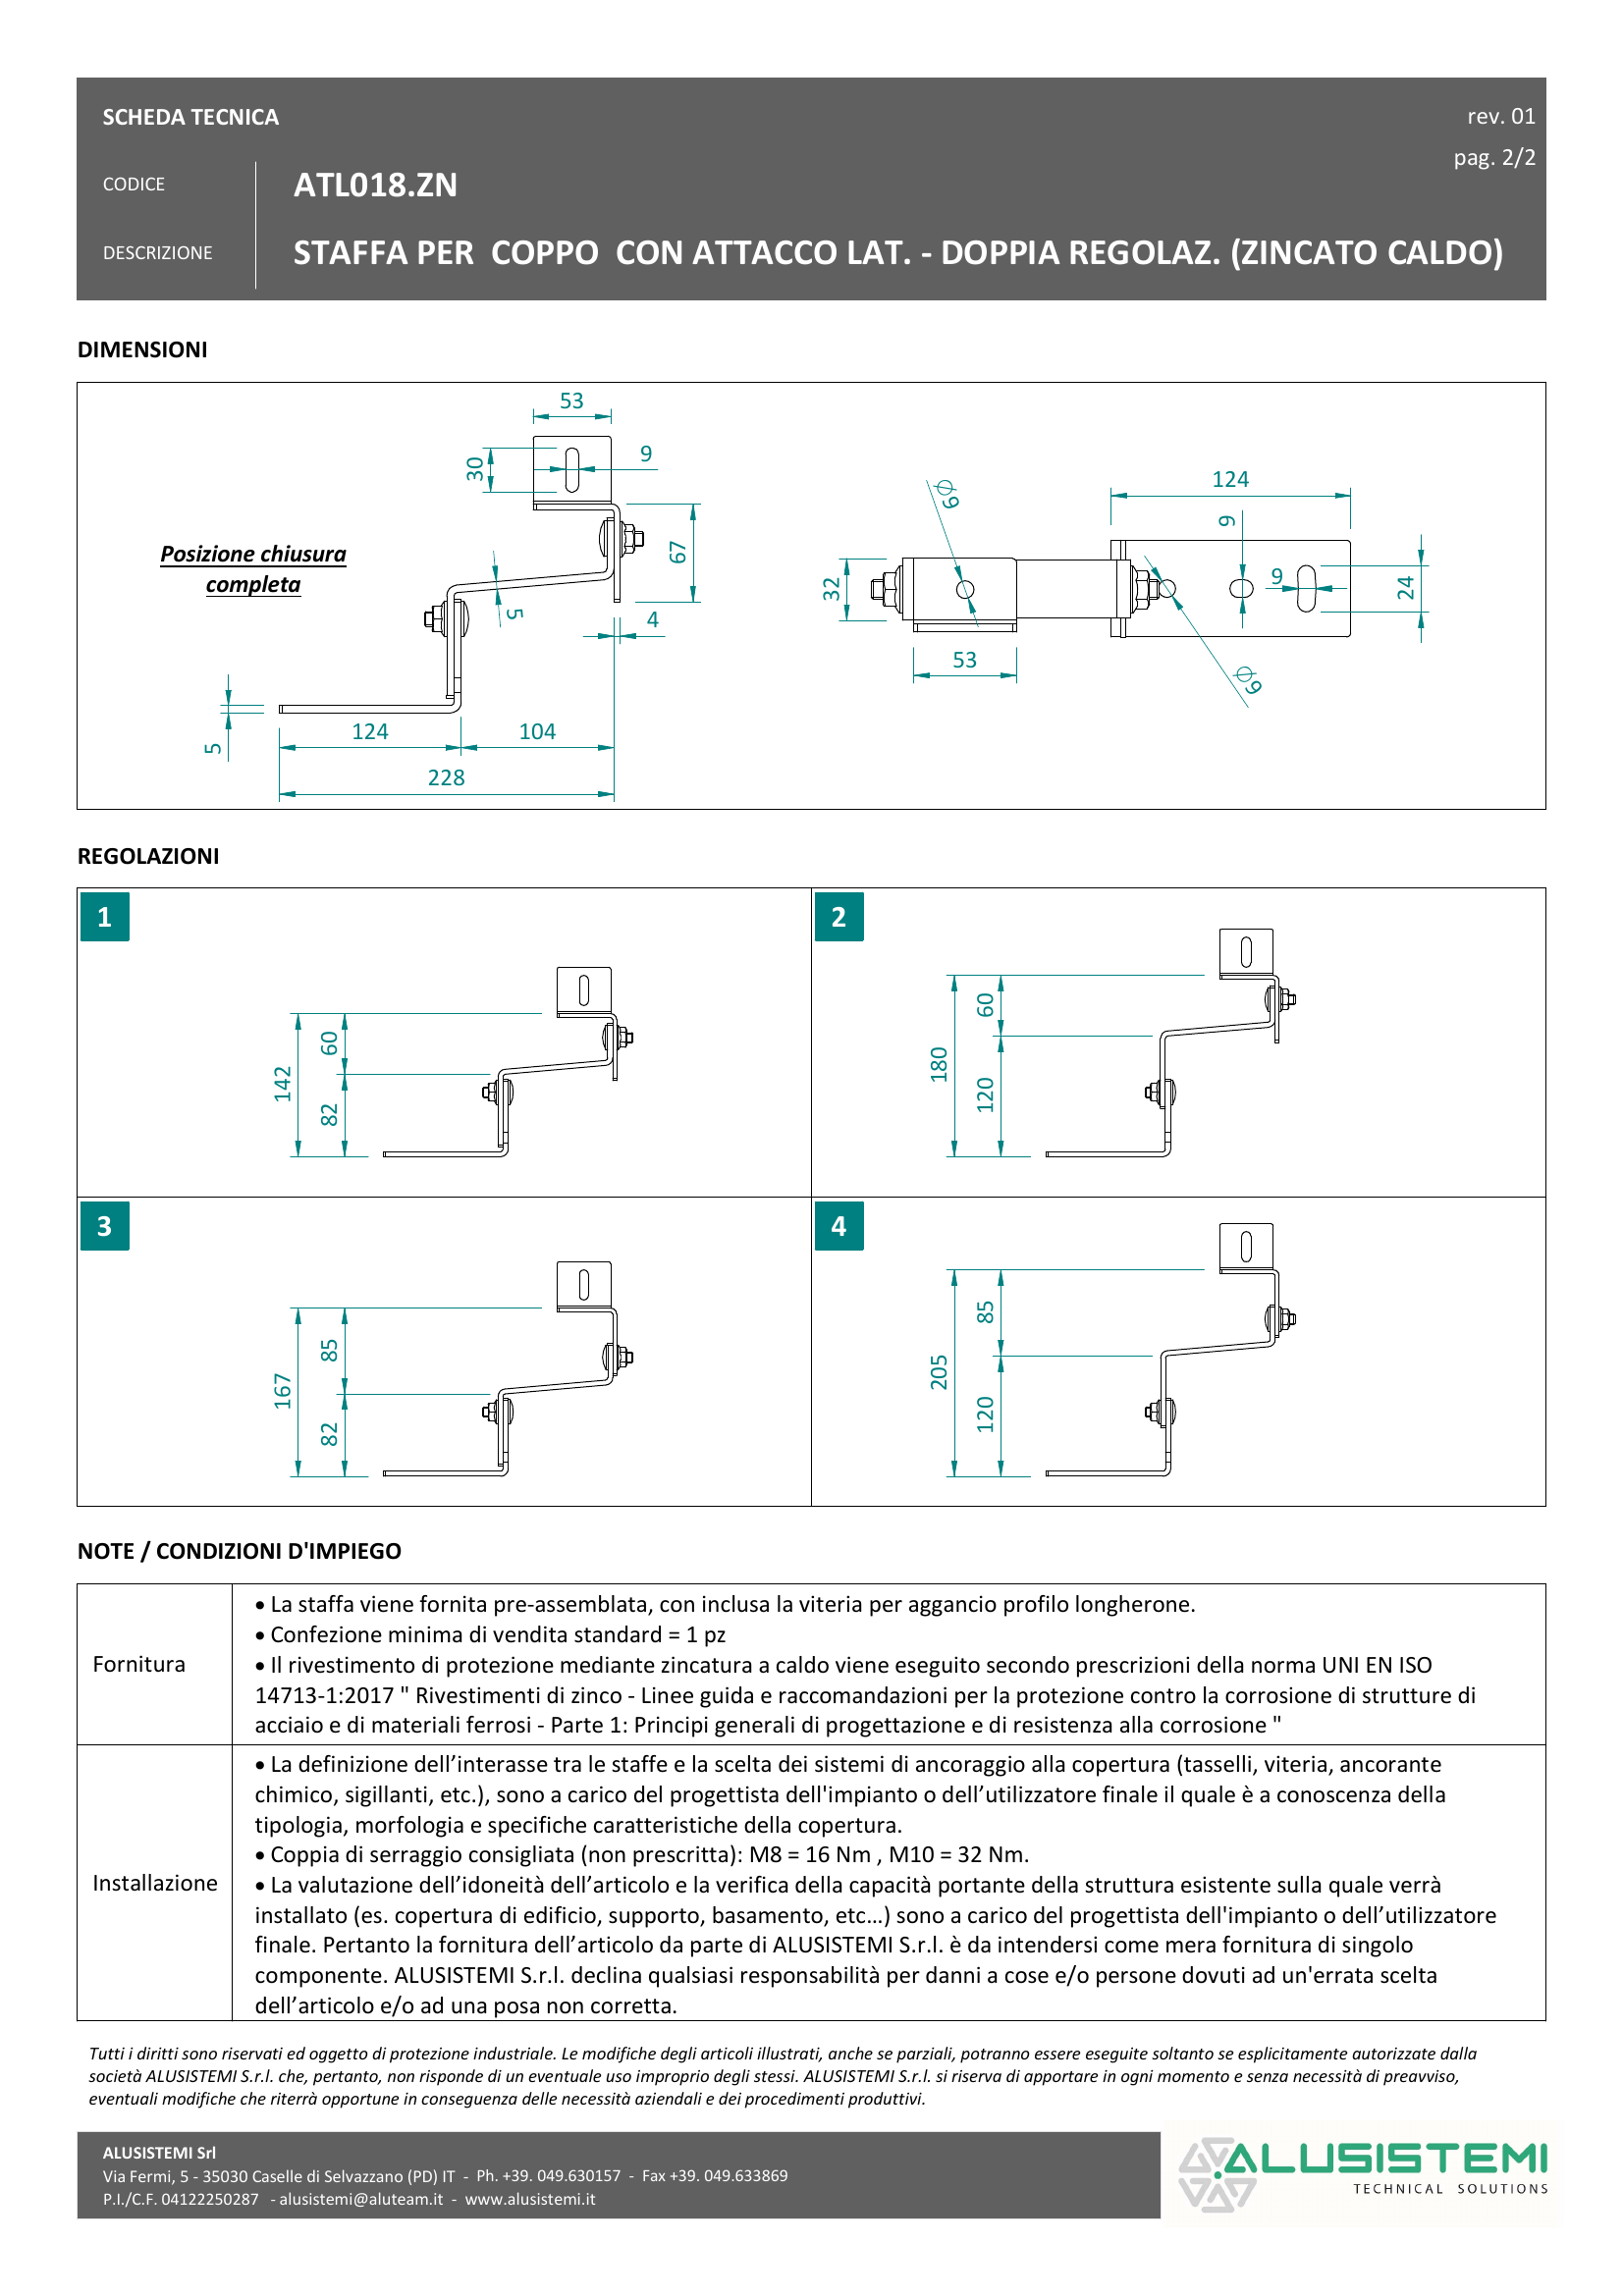 SCHEDA TECNICA
rev. 01
pag. 2/2
CODICE
ATL018.ZN
DESCRIZIONE
STAFFA PER  COPPO  CON ATTACCO LAT. - DOPPIA REGOLAZ. (ZINCATO CALDO)
DIMENSIONI
53
30
9
Posizione chiusura
completa
67
5
4
5
124
104
228
Ø9
124
9
32
9
24
53
Ø9
REGOLAZIONI
1
142
60
82
2
180
60
120
3
167
85
82
4
205
85
120
NOTE / CONDIZIONI D'IMPIEGO
Fornitura
• La staffa viene fornita pre-assemblata, con inclusa la viteria per aggancio profilo longherone.
• Confezione minima di vendita standard = 1 pz
• Il rivestimento di protezione mediante zincatura a caldo viene eseguito secondo prescrizioni della norma UNI EN ISO
14713-1:2017 " Rivestimenti di zinco - Linee guida e raccomandazioni per la protezione contro la corrosione di strutture di
acciaio e di materiali ferrosi - Parte 1: Principi generali di progettazione e di resistenza alla corrosione "
Installazione
• La definizione dell’interasse tra le staffe e la scelta dei sistemi di ancoraggio alla copertura (tasselli, viteria, ancorante
chimico, sigillanti, etc.), sono a carico del progettista dell'impianto o dell’utilizzatore finale il quale è a conoscenza della
tipologia, morfologia e specifiche caratteristiche della copertura.
• Coppia di serraggio consigliata (non prescritta): M8 = 16 Nm , M10 = 32 Nm.
• La valutazione dell’idoneità dell’articolo e la verifica della capacità portante della struttura esistente sulla quale verrà
installato (es. copertura di edificio, supporto, basamento, etc…) sono a carico del progettista dell'impianto o dell’utilizzatore
finale. Pertanto la fornitura dell’articolo da parte di ALUSISTEMI S.r.l. è da intendersi come mera fornitura di singolo
componente. ALUSISTEMI S.r.l. declina qualsiasi responsabilità per danni a cose e/o persone dovuti ad un'errata scelta
dell’articolo e/o ad una posa non corretta.
Tutti i diritti sono riservati ed oggetto di protezione industriale. Le modifiche degli articoli illustrati, anche se parziali, potranno essere eseguite soltanto se esplicitamente autorizzate dalla
società ALUSISTEMI S.r.l. che, pertanto, non risponde di un eventuale uso improprio degli stessi. ALUSISTEMI S.r.l. si riserva di apportare in ogni momento e senza necessità di preavviso,
eventuali modifiche che riterrà opportune in conseguenza delle necessità aziendali e dei procedimenti produttivi.
ALUSISTEMI Srl
Via Fermi, 5 - 35030 Caselle di Selvazzano (PD) IT  -  Ph. +39. 049.630157  -  Fax +39. 049.633869
P.I./C.F. 04122250287   - alusistemi@aluteam.it  -  www.alusistemi.it
ALUSISTEMI
TECHNICAL SOLUTIONS